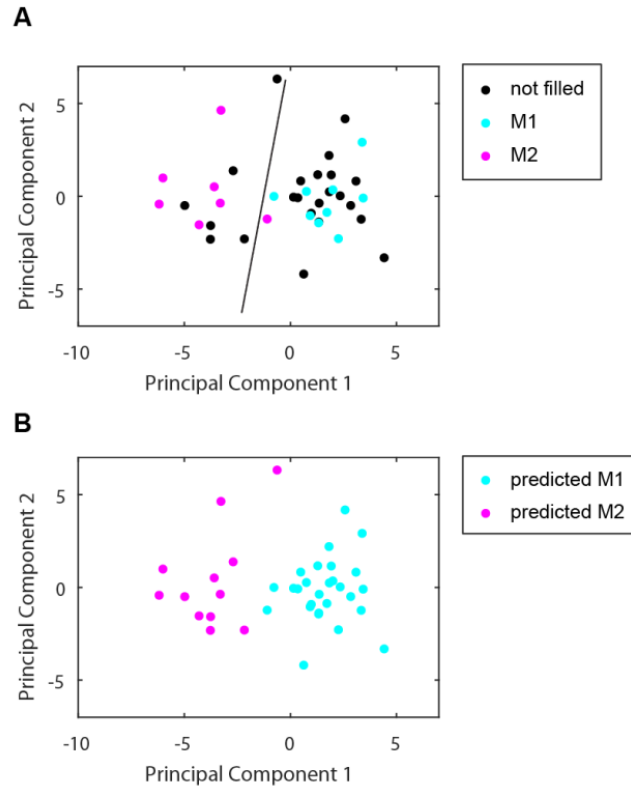 A
Principal Component 2
5
0
-5
-10
-5
0
5
Principal Component 1
not filled
M1
M2
B
Principal Component 2
5
0
-5
-10
-5
0
5
Principal Component 1
predicted M1
predicted M2